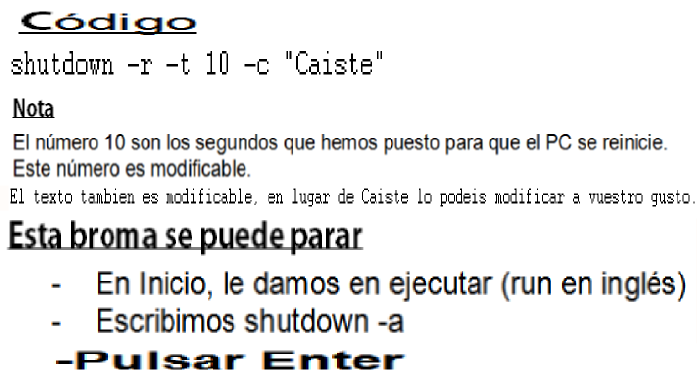 Código
shutdown -r -t 10 -c "Caiste"
Nota
El número 10 son los segundos que hemos puesto para que el PC se reinicie.
Este número es modificable.
El texto tambien es modificable, en lugar de Caiste lo podeis modificar a vuestro gusto.
Esta broma se puede parar
- En Inicio, le damos en ejecutar (run en inglés)
- Escribimos shutdown -a
-Pulsar Enter